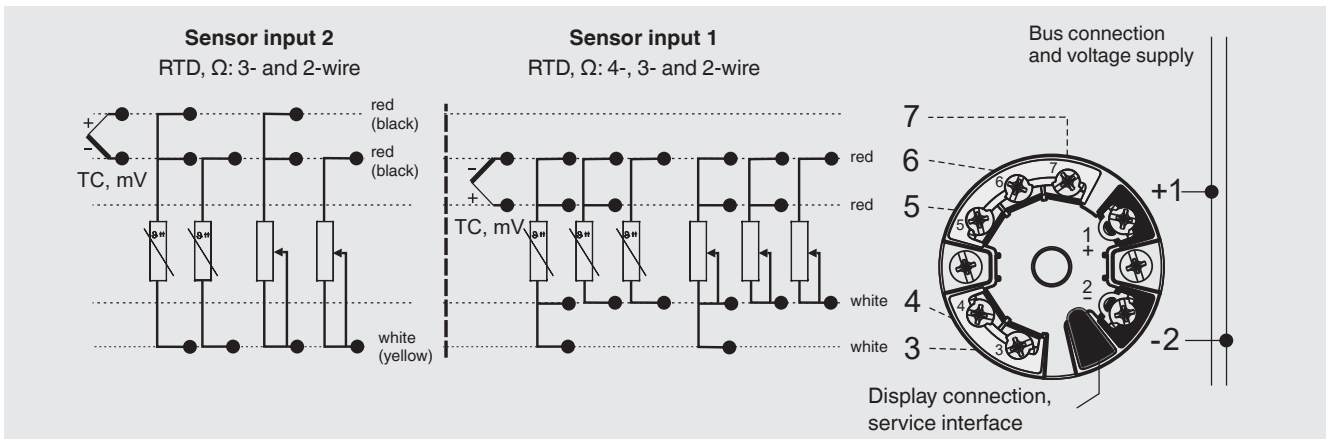 Sensor input 2
RTD, Ω: 3- and 2-wire
Sensor input 1
RTD, Ω: 4-, 3- and 2-wire
Bus connection
and voltage supply
+
−
TC, mV
red
(black)
red
(black)
white
(yellow)
−
+
TC, mV
ϑ
ϑ
ϑ
ϑ
ϑ
red
red
white
white
7
6
5
4
3
7
6
5
4
3
1
+
2
−
+1
-2
Display connection,
service interface